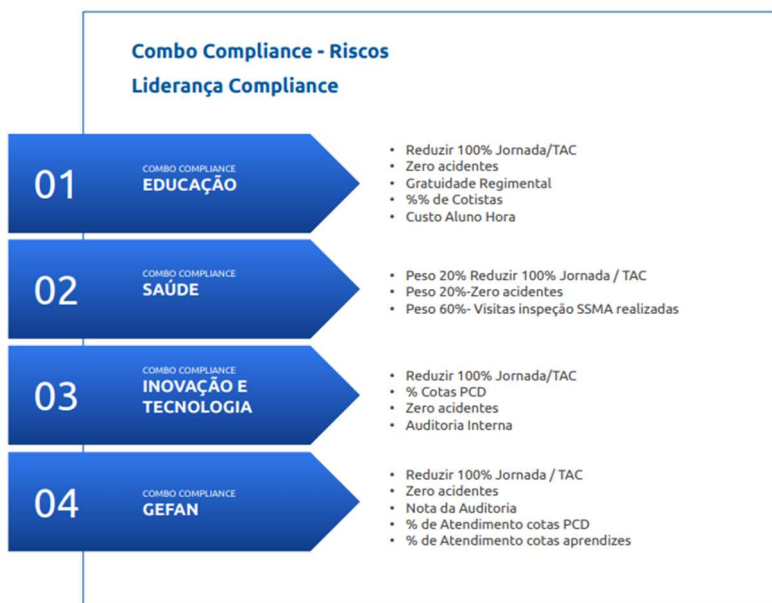 Combo Compliance - Riscos
Liderança Compliance
01
COMBO COMPLIANCE
EDUCAÇÃO
• Reduzir 100% Jornada/TAC
• Zero acidentes
• Gratuidade Regimental
• %% de Cotistas
• Custo Aluno Hora
02
COMBO COMPLIANCE
SAÚDE
• Peso 20% Reduzir 100% Jornada / TAC
• Peso 20%-Zero acidentes
• Peso 60%- Visitas inspeção SSMA realizadas
03
COMBO COMPLIANCE
INOVAÇÃO E
TECNOLOGIA
• Reduzir 100% Jornada/TAC
• % Cotas PCD
• Zero acidentes
• Auditoria Interna
04
COMBO COMPLIANCE
GEFAN
• Reduzir 100% Jornada / TAC
• Zero acidentes
• Nota da Auditoria
• % de Atendimento cotas PCD
• % de Atendimento cotas aprendizes